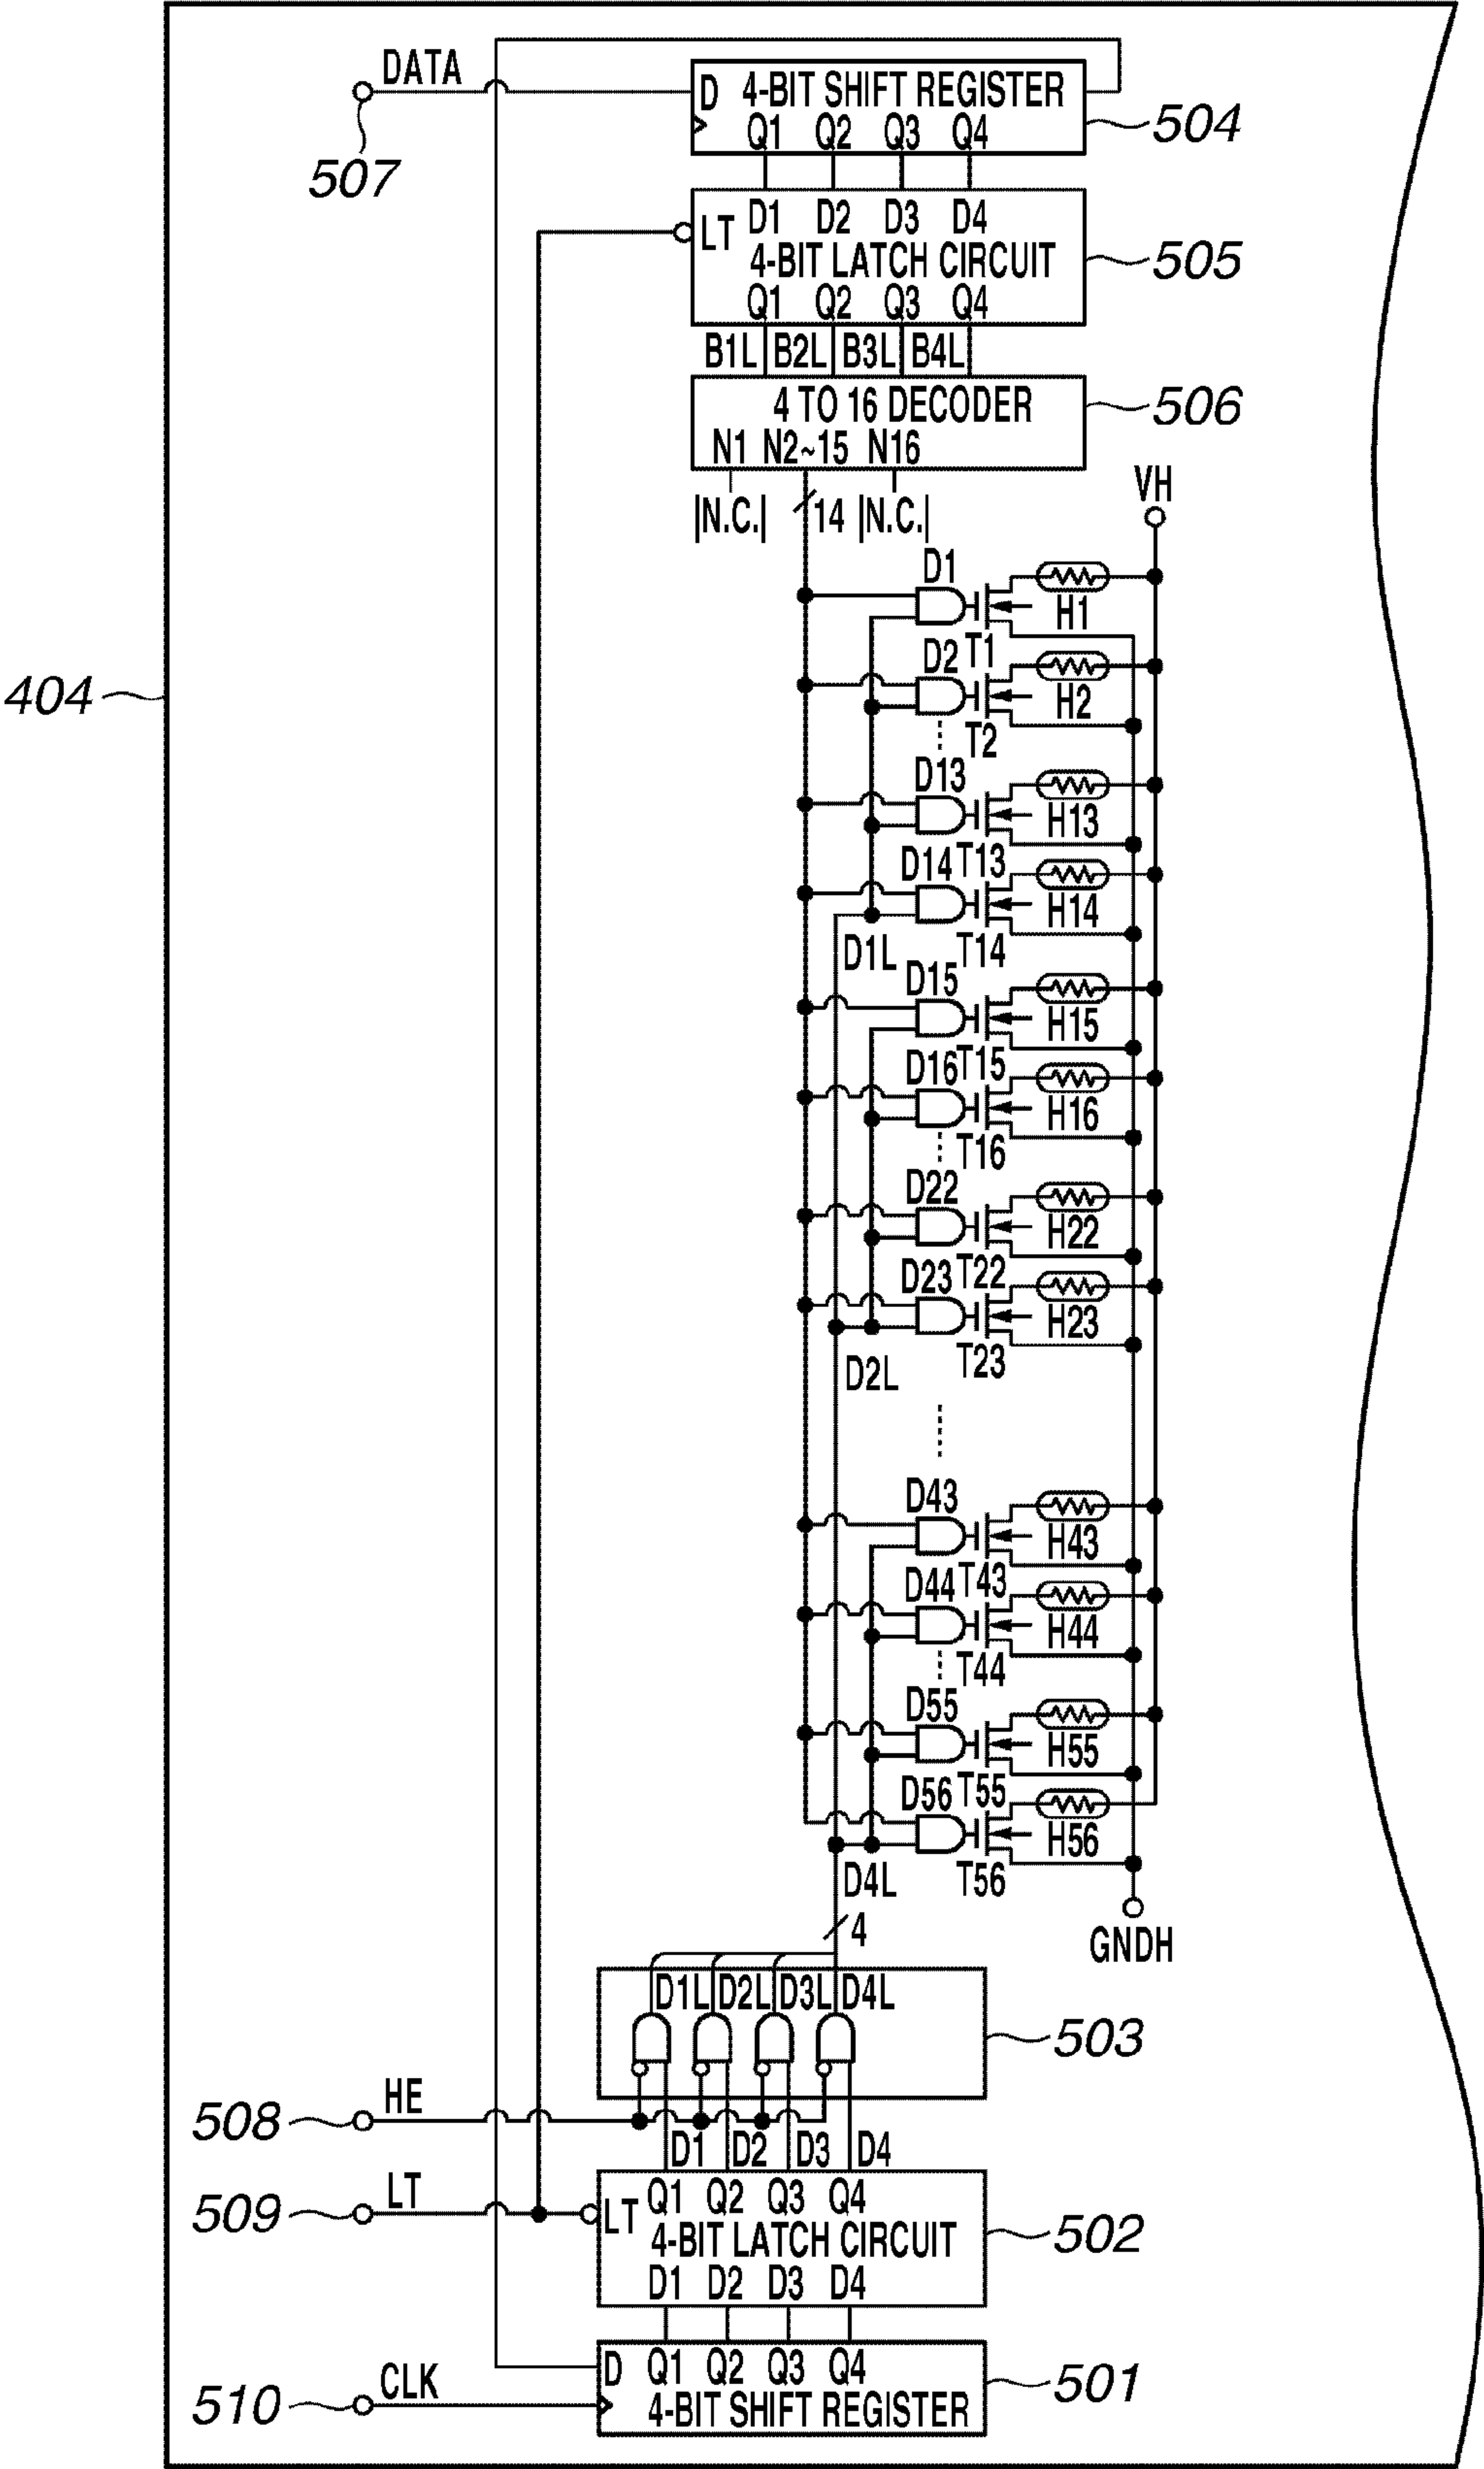 DATA
507
D 4-BIT SHIFT REGISTER
Q1 Q2 Q3 Q4
504
LT D1 D2 D3 D4
4-BIT LATCH CIRCUIT
Q1 Q2 Q3 Q4
505
B1L B2L B3L B4L
4 TO 16 DECODER
N1 N2~15 N16
506
|N.C.| 14 |N.C.|
VH
404
D1
H1
T1
D2
H2
T2
D13
H13
T13
D14
H14
D1L T14
D15
H15
T15
D16
H16
T16
D22
H22
T22
D23
H23
T23
D2L
D43
H43
T43
D44
H44
T44
D55
H55
T55
D56
H56
T56
D4L
4
GNDH
D1L D2L D3L D4L
503
508
HE
D1 D2 D3 D4
509
LT
LT Q1 Q2 Q3 Q4
4-BIT LATCH CIRCUIT
D1 D2 D3 D4
502
510
CLK
D Q1 Q2 Q3 Q4
4-BIT SHIFT REGISTER
501